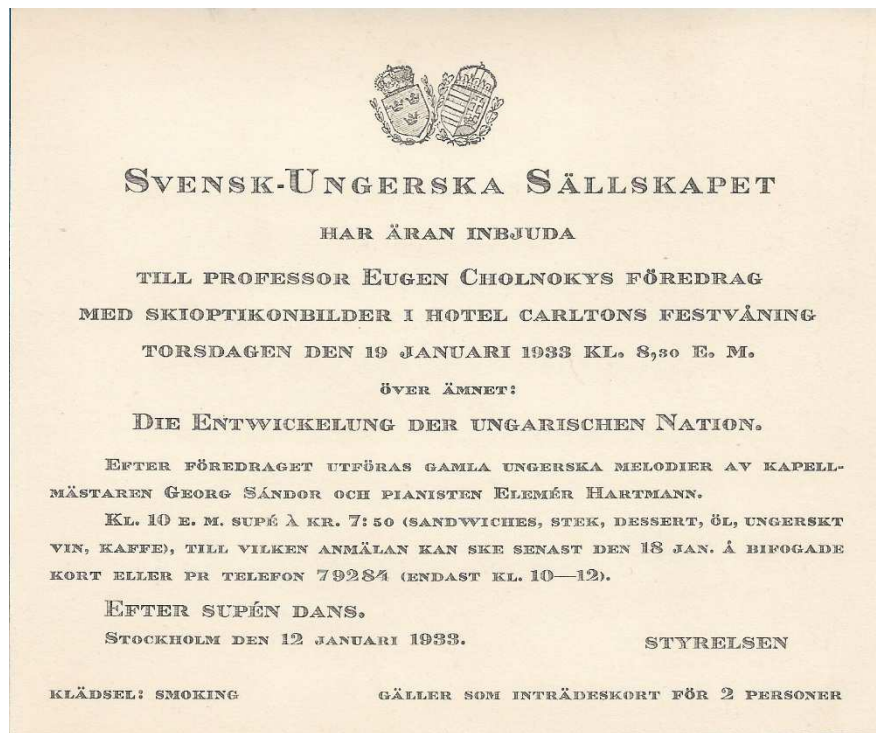 SVENSK-UNGERSKA SÄLLSKAPET
HAR ÄRAN INBJUDA
TILL PROFESSOR EUGEN CHOLNOKYS FÖREDRAG
MED SKIOPTIKONBILDER I HOTEL CARLTONS FESTVÅNING
TORSDAGEN DEN 19 JANUARI 1933 KL. 8,30 E. M.
ÖVER ÄMNET:
DIE ENTWICKELUNG DER UNGARISCHEN NATION.
EFTER FÖREDRAGET UTFÖRAS GAMLA UNGERSKA MELODIER AV KAPELL-
MÄSTAREN GEORG SÁNDOR OCH PIANISTEN ELEMÉR HARTMANN.
KL. 10 E. M. SUPÉ À KR. 7: 50 (SANDWICHES, STEK, DESSERT, ÖL, UNGERSKT
VIN, KAFFE), TILL VILKEN ANMÄLAN KAN SKE SENAST DEN 18 JAN. Å BIFOGADE
KORT ELLER PR TELEFON 79284 (ENDAST KL. 10—12).
EFTER SUPÉN DANS.
STOCKHOLM DEN 12 JANUARI 1933.
STYRELSEN
KLÄDSEL: SMOKING
GÄLLER SOM INTRÄDESKORT FÖR 2 PERSONER